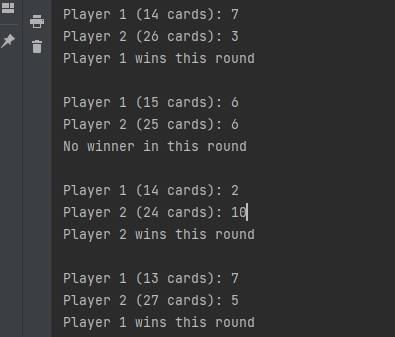 Player 1 (14 cards): 7
Player 2 (26 cards): 3
Player 1 wins this round
Player 1 (15 cards): 6
Player 2 (25 cards): 6
No winner in this round
Player 1 (14 cards): 2
Player 2 (24 cards): 10
Player 2 wins this round
Player 1 (13 cards): 7
Player 2 (27 cards): 5
Player 1 wins this round